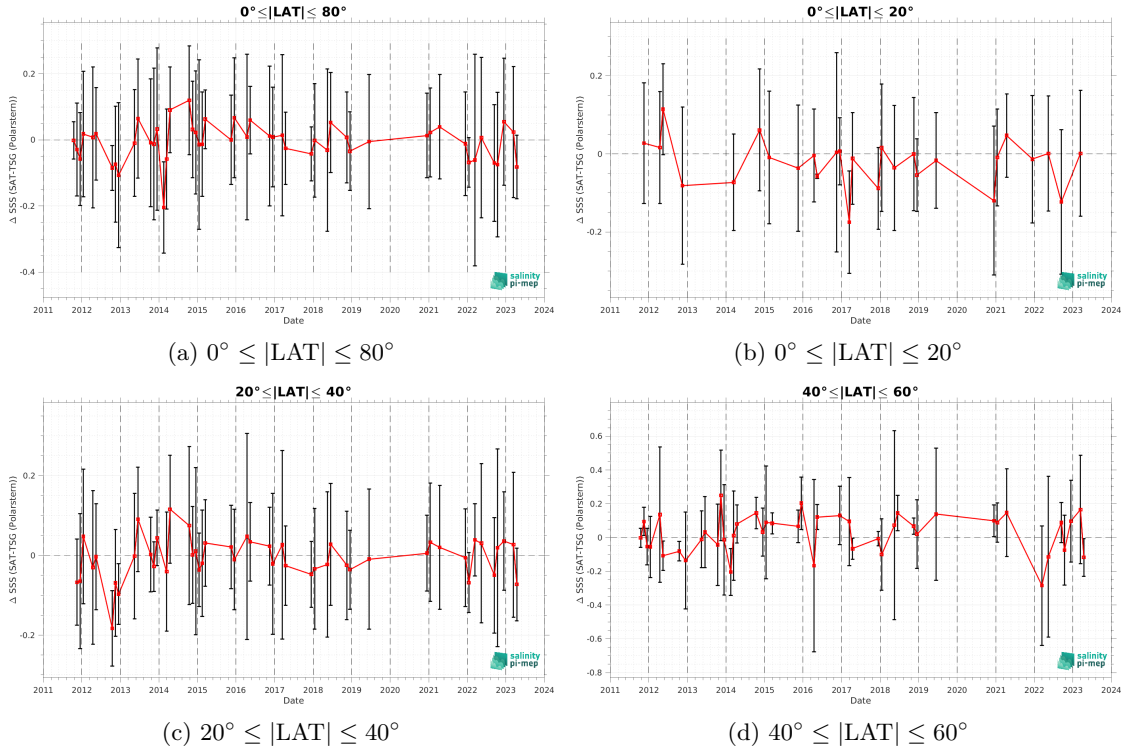 0°≤|LAT|≤ 80°
Δ SSS (SAT-TSG (Polarstern))
0.2
0
-0.2
-0.4
2011 2012 2013 2014 2015 2016 2017 2018 2019 2020 2021 2022 2023 2024
Date
salinity
pi-mep
(a) 0° ≤ |LAT| ≤ 80°
0°≤|LAT|≤ 20°
Δ SSS (SAT-TSG (Polarstern))
0.2
0
-0.2
2011 2012 2013 2014 2015 2016 2017 2018 2019 2020 2021 2022 2023 2024
Date
salinity
pi-mep
(b) 0° ≤ |LAT| ≤ 20°
20°≤|LAT|≤ 40°
Δ SSS (SAT-TSG (Polarstern))
0.2
0
-0.2
2011 2012 2013 2014 2015 2016 2017 2018 2019 2020 2021 2022 2023 2024
Date
salinity
pi-mep
(c) 20° ≤ |LAT| ≤ 40°
40°≤|LAT|≤ 60°
Δ SSS (SAT-TSG (Polarstern))
0.6
0.4
0.2
0
-0.2
-0.4
-0.6
-0.8
2011 2012 2013 2014 2015 2016 2017 2018 2019 2020 2021 2022 2023 2024
Date
salinity
pi-mep
(d) 40° ≤ |LAT| ≤ 60°